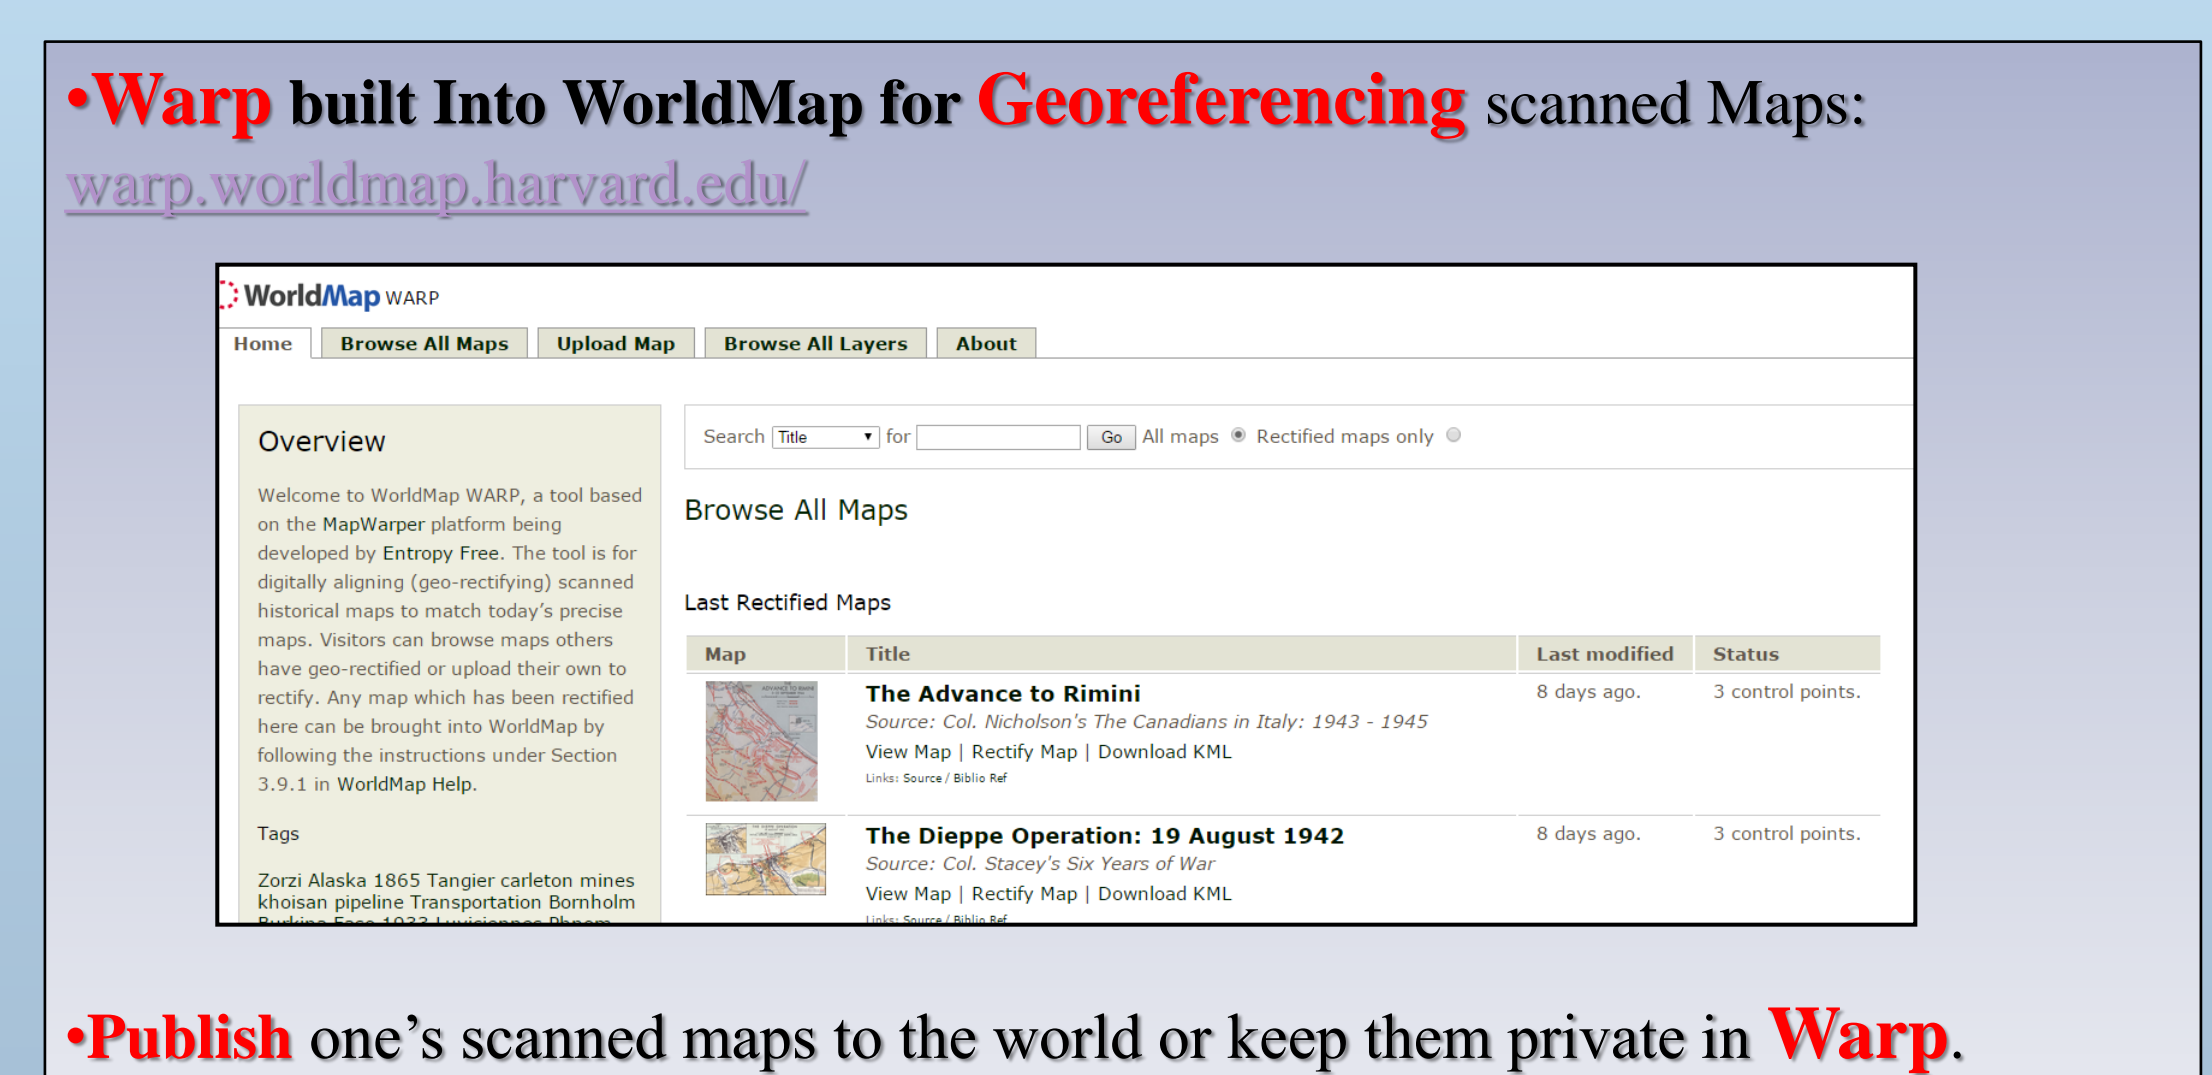 •Warp built Into WorldMap for Georeferencing scanned Maps:
warp.worldmap.harvard.edu/
WorldMap WARP
Home Browse All Maps Upload Map Browse All Layers About
Search Title for Go All maps Rectified maps only
Overview
Welcome to WorldMap WARP, a tool based
on the MapWarper platform being
developed by Entropy Free. The tool is for
digitally aligning (geo-rectifying) scanned
historical maps to match today's precise
maps. Visitors can browse maps others
have geo-rectified or upload their own to
rectify. Any map which has been rectified
here can be brought into WorldMap by
following the instructions under Section
3.9.1 in WorldMap Help.
Tags
Zorzi Alaska 1865 Tangier carleton mines
khoisan pipeline Transportation Bornholm
Browse All Maps
Last Rectified Maps
Map Title Last modified Status
ADVANCE TO RIMINI
The Advance to Rimini 8 days ago. 3 control points.
Source: Col. Nicholson's The Canadians in Italy: 1943 - 1945
View Map | Rectify Map | Download KML
Links: Source / Biblio Ref
The Dieppe Operation: 19 August 1942 8 days ago. 3 control points.
Source: Col. Stacey's Six Years of War
View Map | Rectify Map | Download KML
Links: Source / Biblio Ref
•Publish one’s scanned maps to the world or keep them private in Warp.